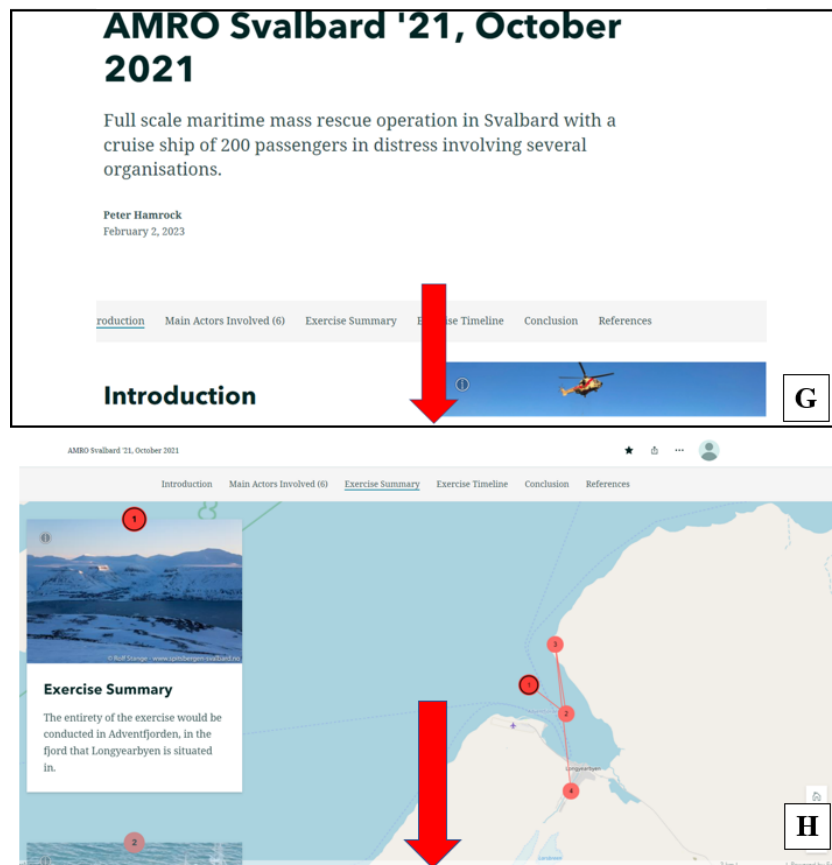 AMRO Svalbard '21, October
2021
Full scale maritime mass rescue operation in Svalbard with a
cruise ship of 200 passengers in distress involving several
organisations.
Peter Hamrock
February 2, 2023
roduction Main Actors Involved (6) Exercise Summary Exercise Timeline Conclusion References
Introduction
G
AMRO Svalbard '21, October 2021
Introduction Main Actors Involved (6) Exercise Summary Exercise Timeline Conclusion References
1
© Rolf Stange - www.spitsbergen-svalbard.no
Exercise Summary
The entirety of the exercise would be
conducted in Adventfjorden, in the
fjord that Longyearbyen is situated
in.
3
1
2
Longyearbyen
4
2
H